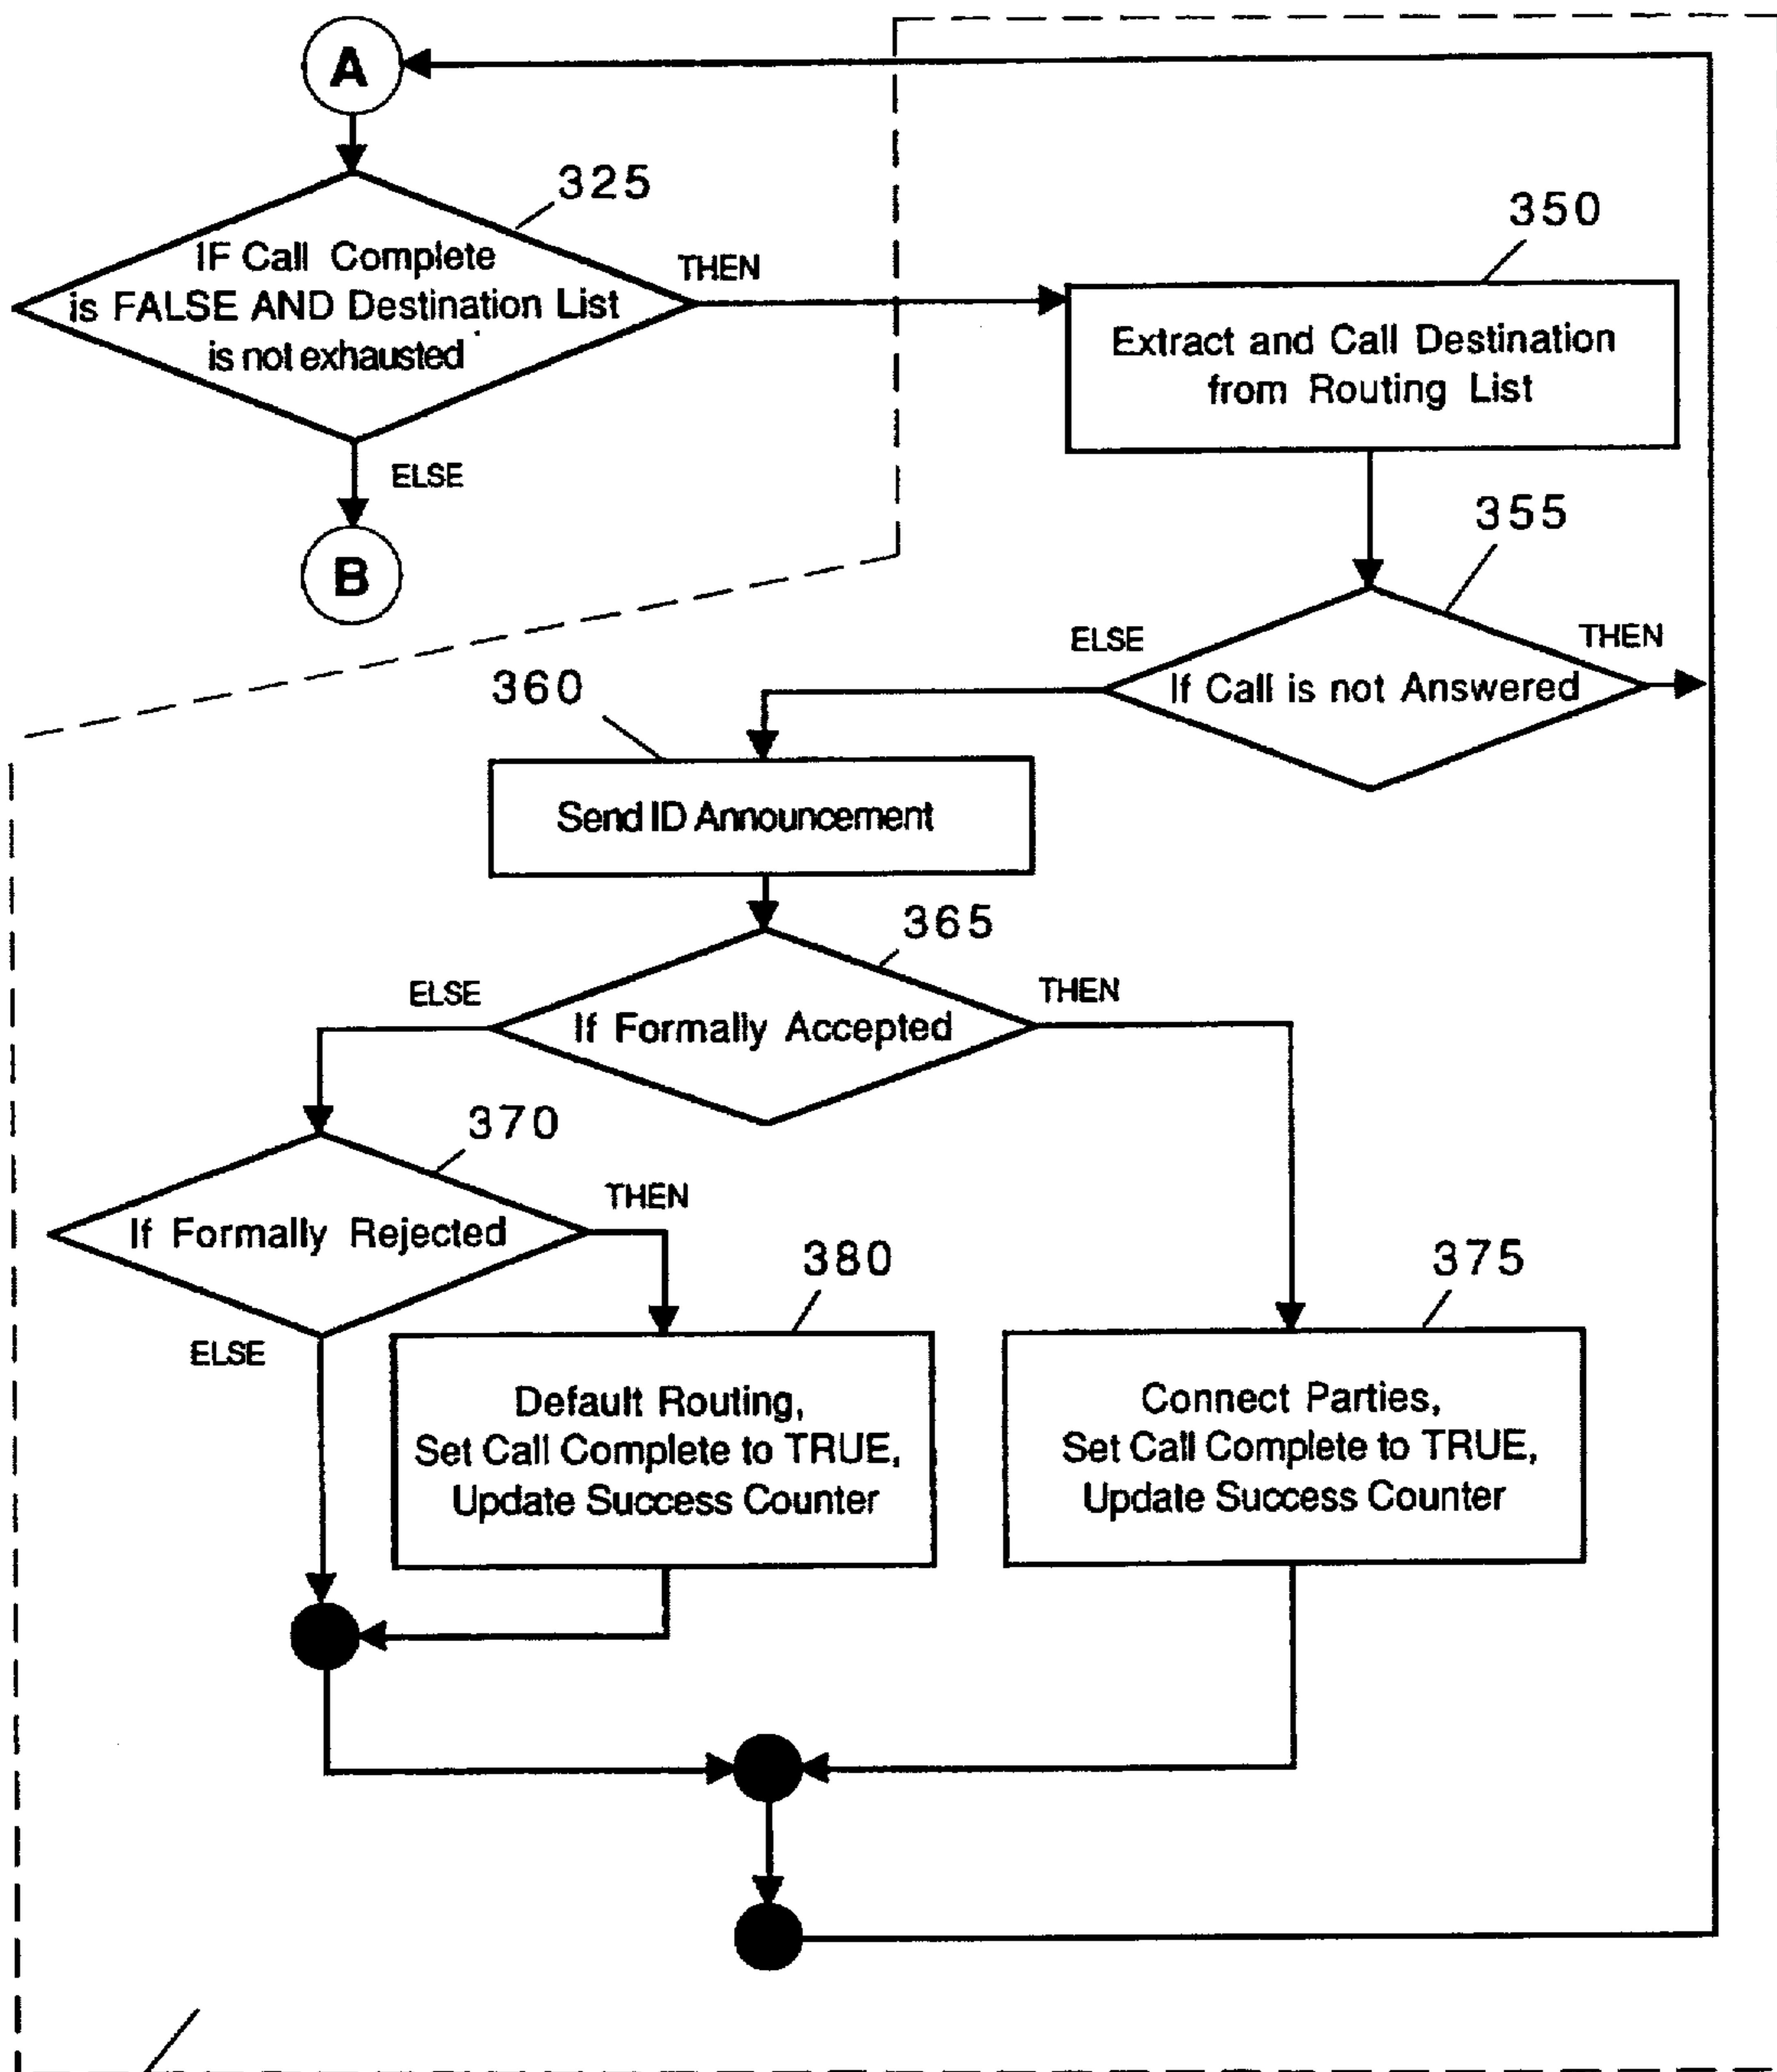 A
325
IF Call Complete
is FALSE AND Destination List
is not exhausted
THEN
ELSE
B
350
Extract and Call Destination
from Routing List
355
ELSE
THEN
If Call is not Answered
360
Send ID Announcement
365
ELSE
THEN
If Formally Accepted
370
THEN
If Formally Rejected
ELSE
380
Default Routing,
Set Call Complete to TRUE,
Update Success Counter
375
Connect Parties,
Set Call Complete to TRUE,
Update Success Counter